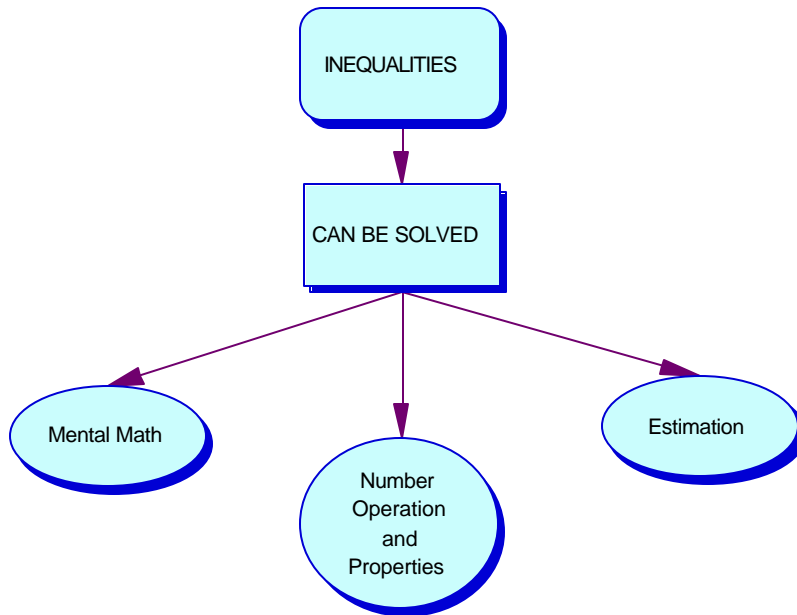 INEQUALITIES
CAN BE SOLVED
Mental Math
Estimation
Number
Operation
and
Properties